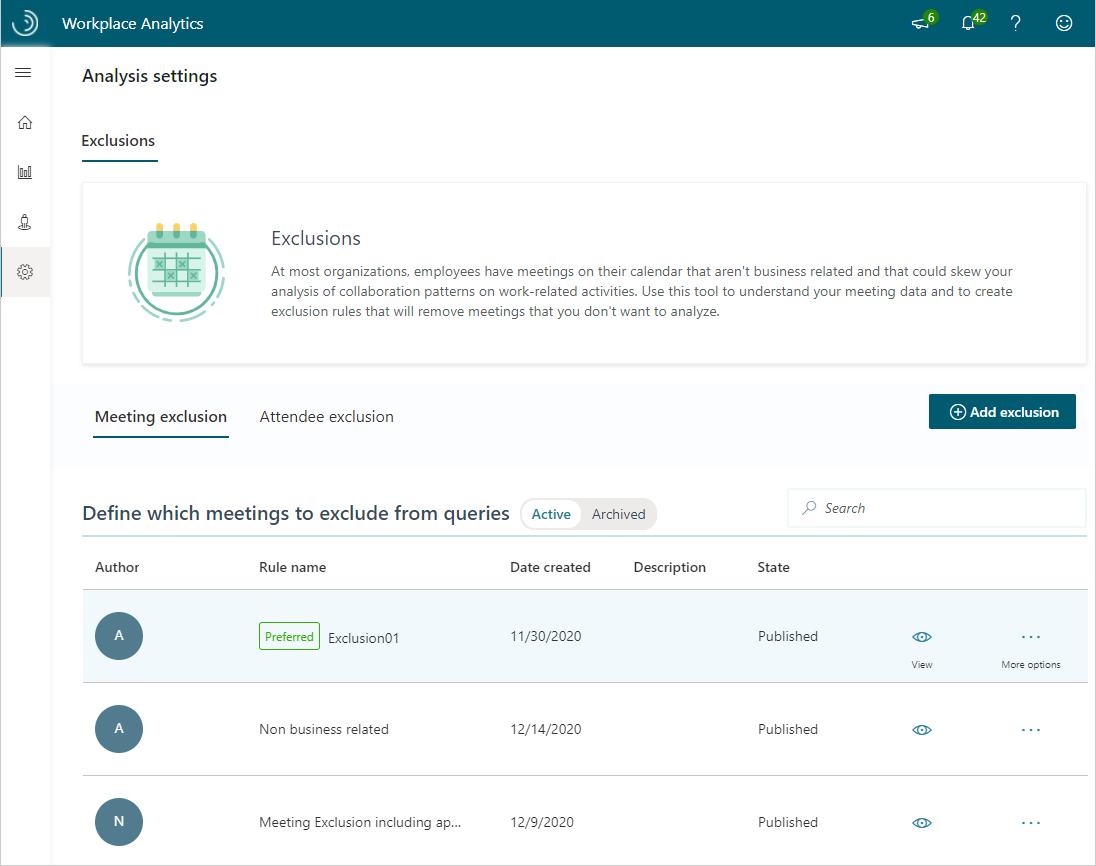 Workplace Analytics
6
42
Analysis settings
Exclusions
Exclusions
At most organizations, employees have meetings on their calendar that aren't business related and that could skew your
analysis of collaboration patterns on work-related activities. Use this tool to understand your meeting data and to create
exclusion rules that will remove meetings that you don't want to analyze.
Meeting exclusion Attendee exclusion
Add exclusion
Define which meetings to exclude from queries Active Archived
Search
Author Rule name Date created Description State
A Preferred Exclusion01 11/30/2020 Published
View More options
A Non business related 12/14/2020 Published
N Meeting Exclusion including ap... 12/9/2020 Published